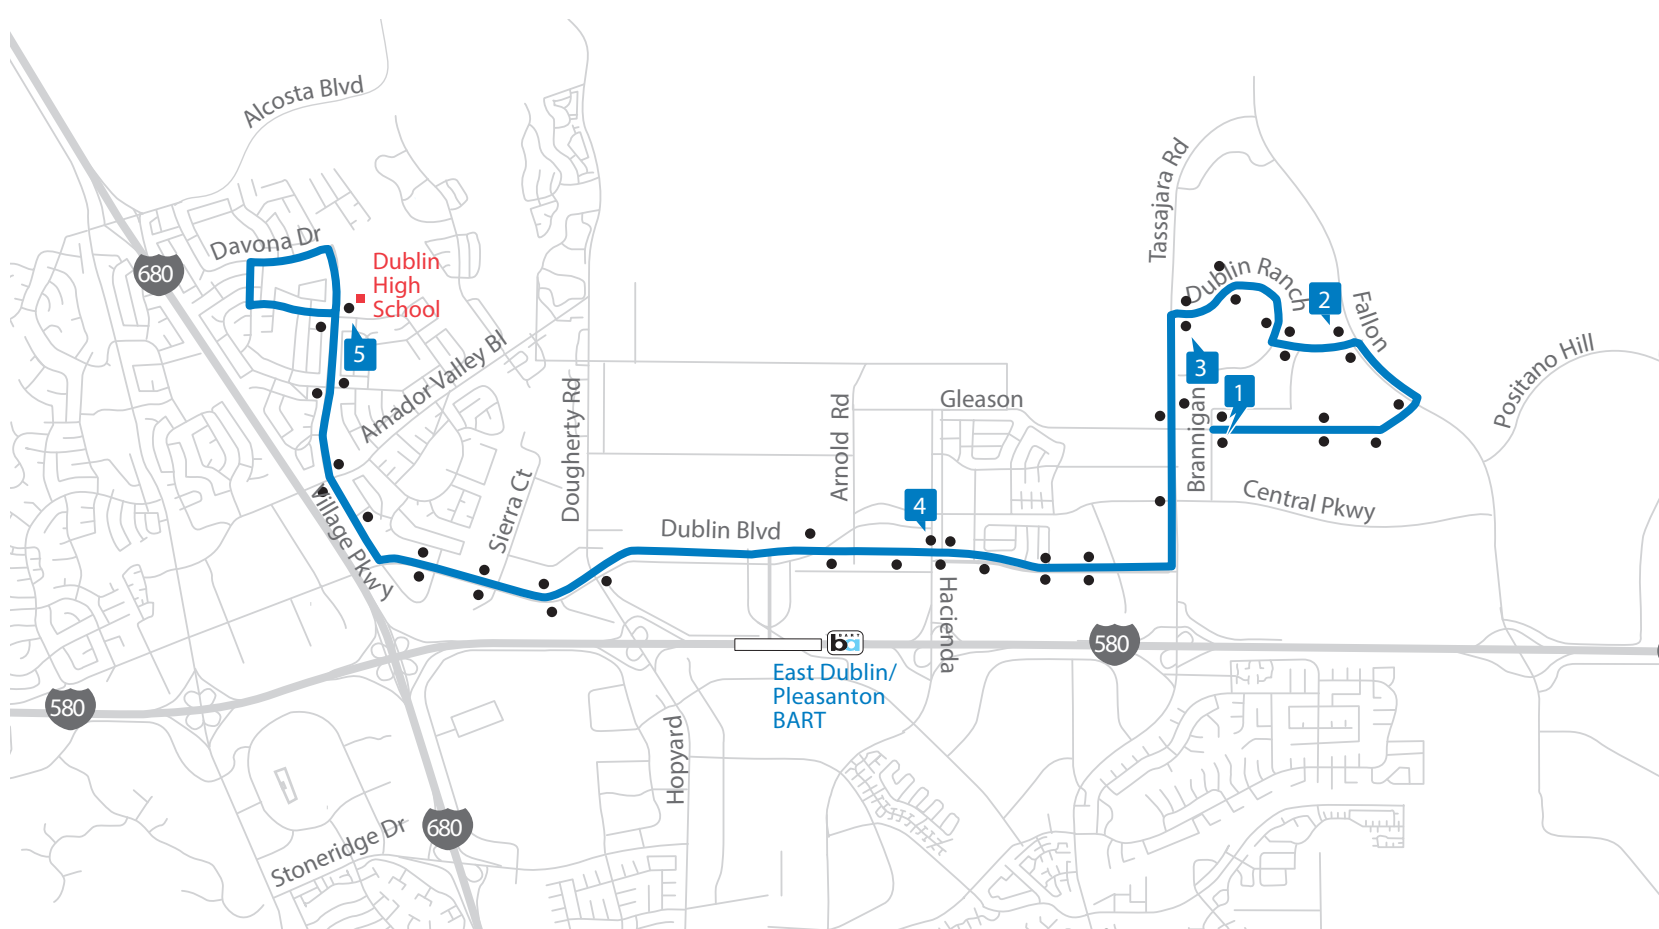 Alcosta Blvd
Tassajara Rd
Davona Dr
680
Dublin
High
School
Dublin Ranch
2
Fallon
5
Amador Valley Bl
3
1
Positano Hill
Gleason
Brannigan
Dougherty Rd
Arnold Rd
Sierra Ct
Village Pkwy
4
Central Pkwy
Dublin Blvd
Hacienda
BART
ba
580
East Dublin/
Pleasanton
BART
580
Hopyard
680
Stoneridge Dr